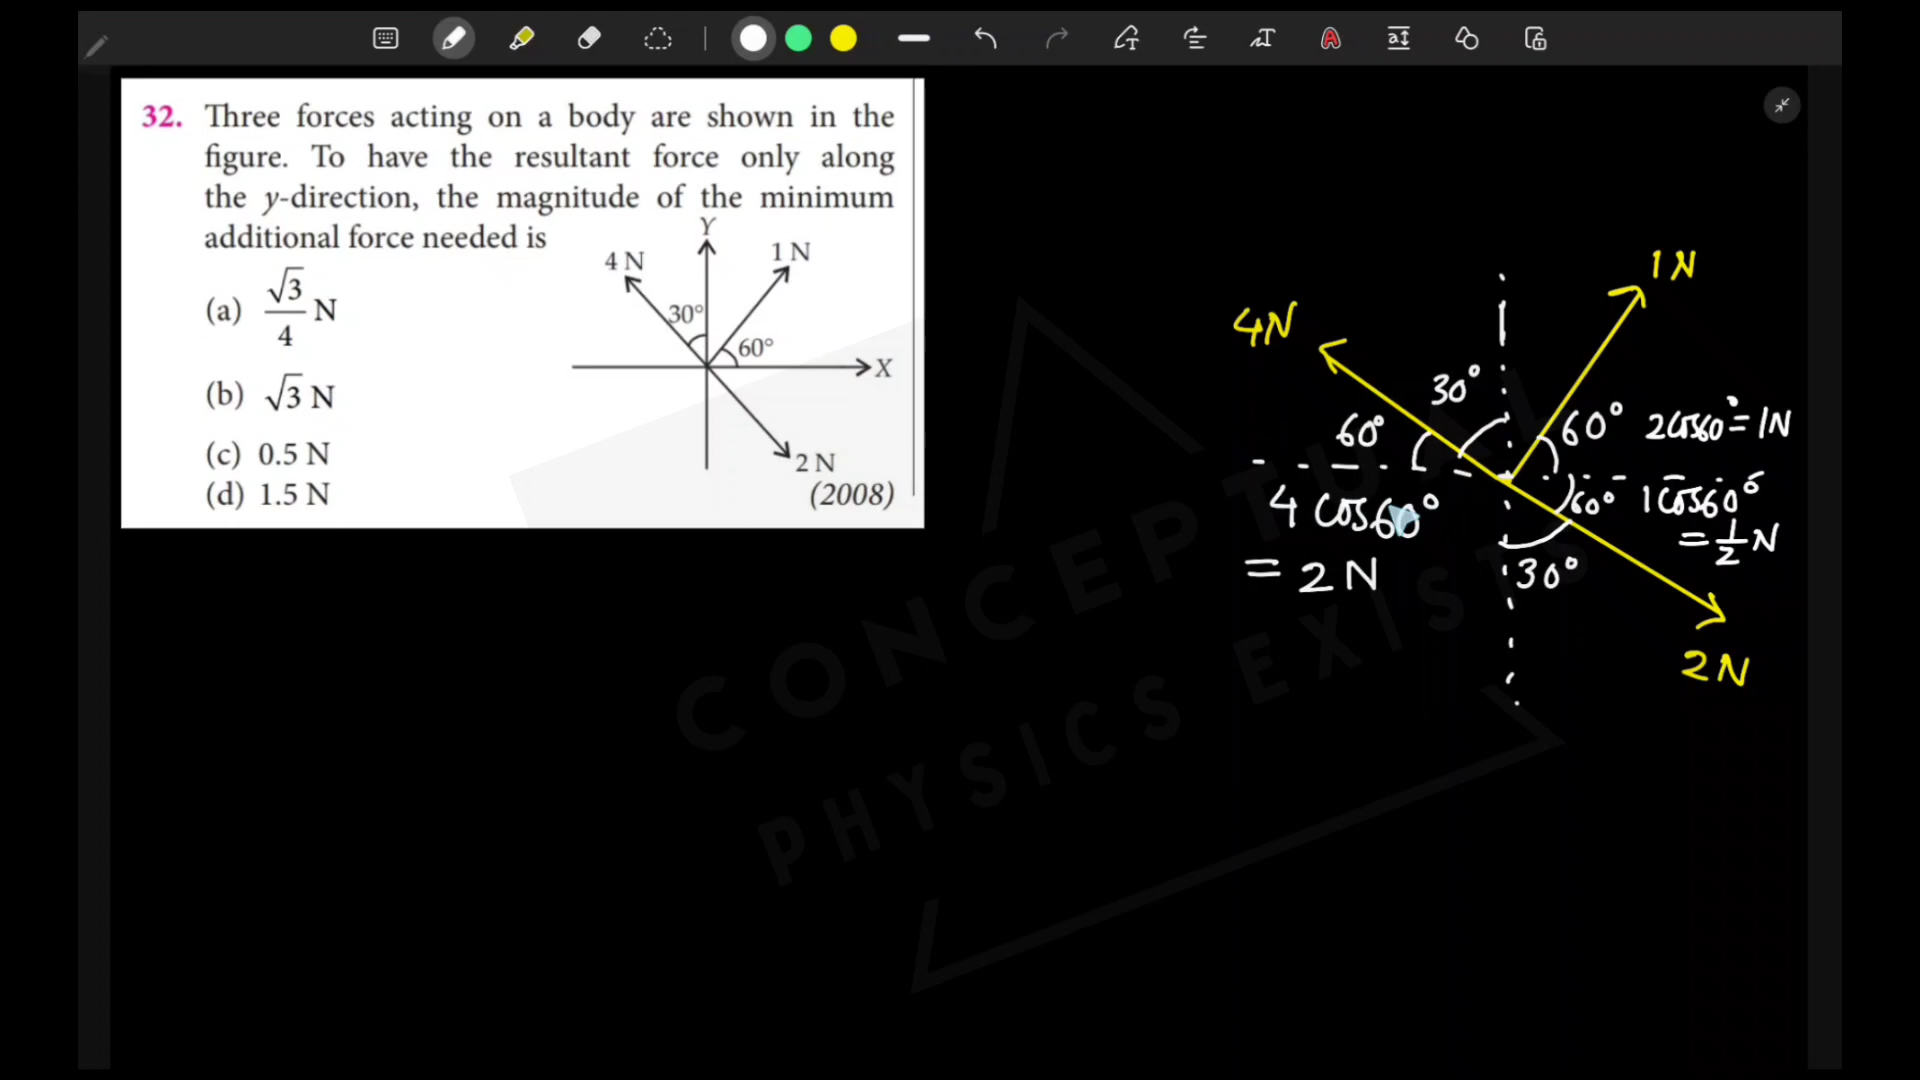 32. Three forces acting on a body are shown in the
figure. To have the resultant force only along
the y-direction, the magnitude of the minimum
additional force needed is
(a) √3/4 N
(b) √3 N
(c) 0.5 N
(d) 1.5 N
Y
4 N
1 N
30°
60°
X
2 N
(2008)
1N
4N
30°
60°
60° 2cos60° = 1N
4 cos60°
= 2N
60° 1cos60°
= 1/2 N
30°
2N
CONCEPTUAL
PHYSICS EXISTS